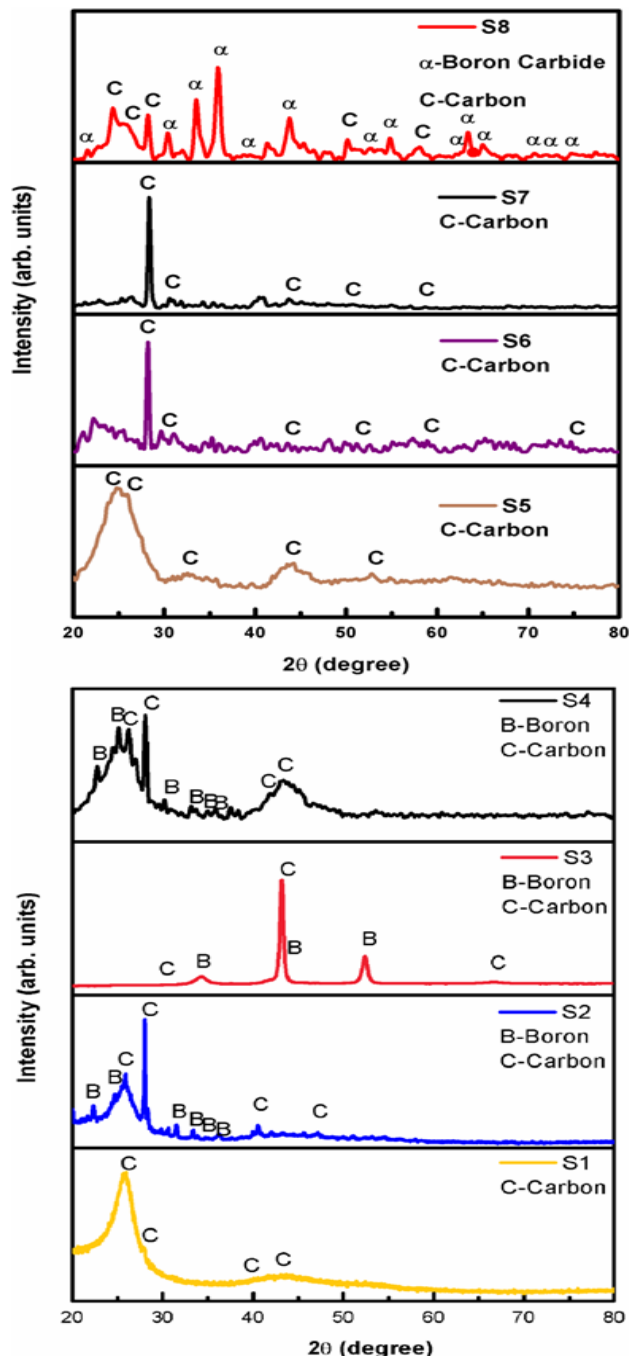 S8
α-Boron Carbide
C-Carbon
α C C C α α α α α C α α C α α α α α α
S7
C-Carbon
C C C C C
S6
C-Carbon
C C C C C C
S5
C-Carbon
C C C C C
Intensity (arb. units)
20 30 40 50 60 70 80
2θ (degree)
S4
B-Boron
C-Carbon
B B C C B B B B C C
S3
B-Boron
C-Carbon
C B C B B C
S2
B-Boron
C-Carbon
B B C C B B B B C C
S1
C-Carbon
C C C C
Intensity (arb. units)
20 30 40 50 60 70 80
2θ (degree)